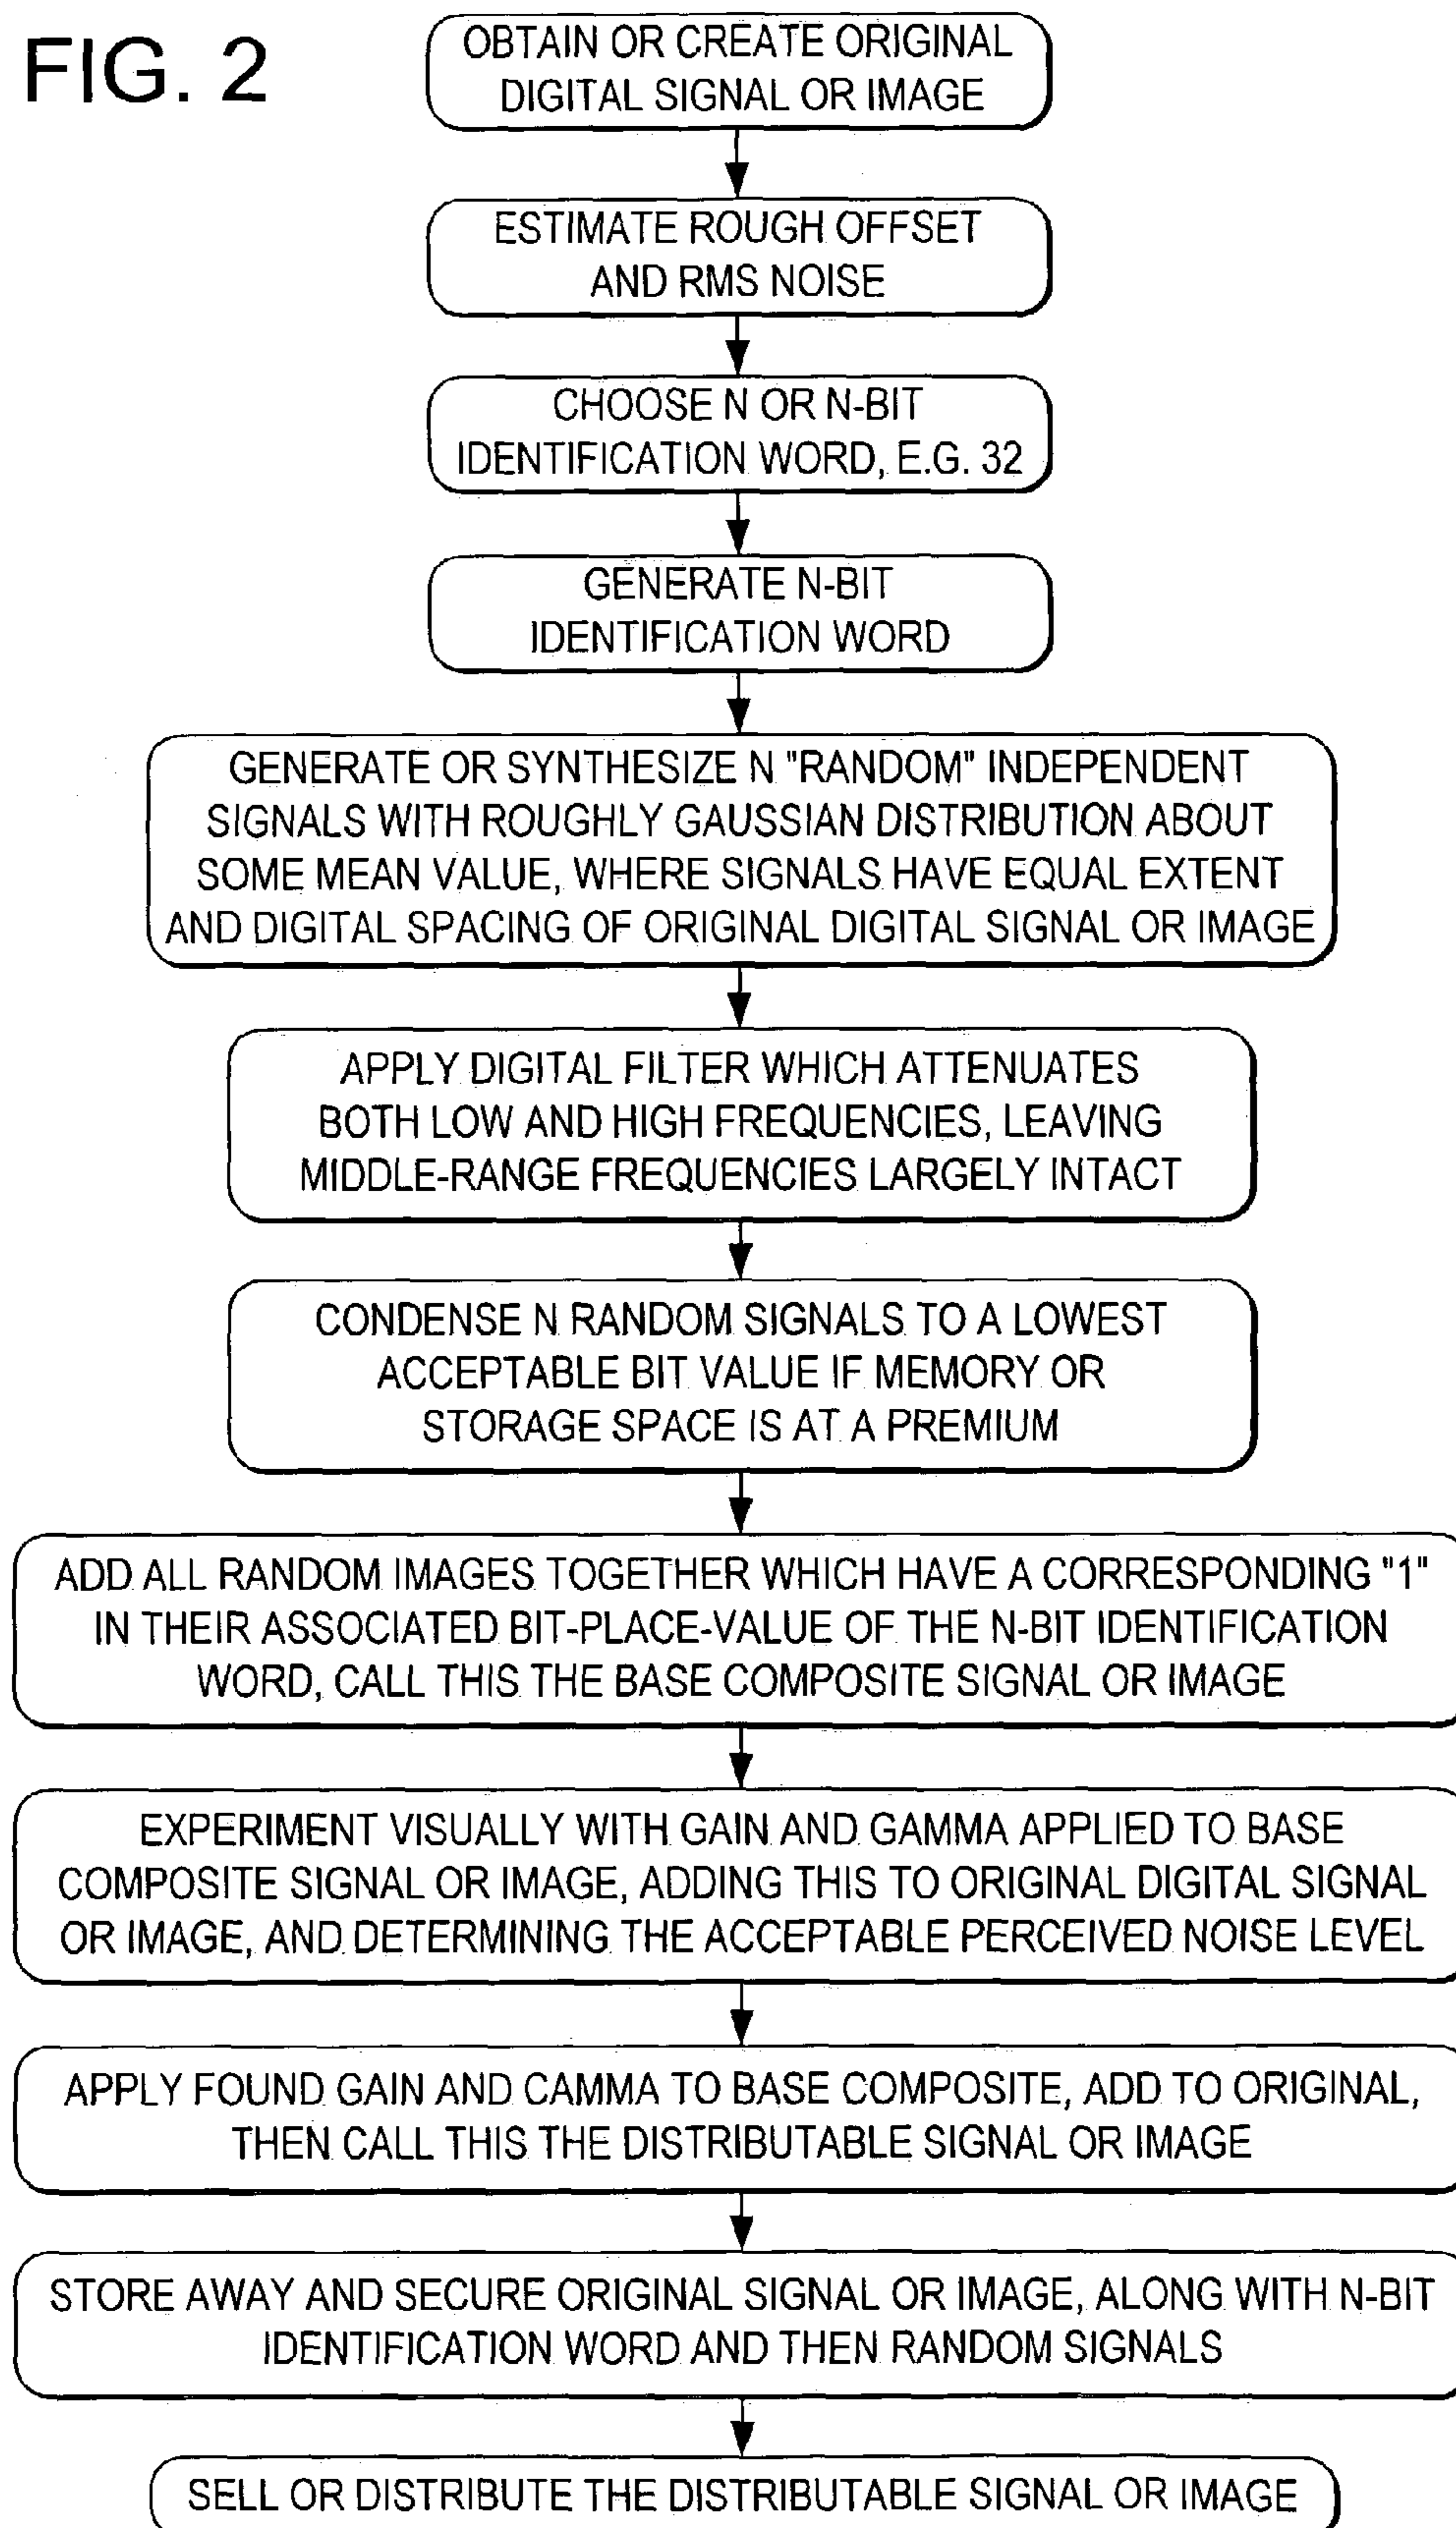 FIG. 2
OBTAIN OR CREATE ORIGINAL
DIGITAL SIGNAL OR IMAGE
ESTIMATE ROUGH OFFSET
AND RMS NOISE
CHOOSE N OR N-BIT
IDENTIFICATION WORD, E.G. 32
GENERATE N-BIT
IDENTIFICATION WORD
GENERATE OR SYNTHESIZE N "RANDOM" INDEPENDENT
SIGNALS WITH ROUGHLY GAUSSIAN DISTRIBUTION ABOUT
SOME MEAN VALUE, WHERE SIGNALS HAVE EQUAL EXTENT
AND DIGITAL SPACING OF ORIGINAL DIGITAL SIGNAL OR IMAGE
APPLY DIGITAL FILTER WHICH ATTENUATES
BOTH LOW AND HIGH FREQUENCIES, LEAVING
MIDDLE-RANGE FREQUENCIES LARGELY INTACT
CONDENSE N RANDOM SIGNALS TO A LOWEST
ACCEPTABLE BIT VALUE IF MEMORY OR
STORAGE SPACE IS AT A PREMIUM
ADD ALL RANDOM IMAGES TOGETHER WHICH HAVE A CORRESPONDING "1"
IN THEIR ASSOCIATED BIT-PLACE-VALUE OF THE N-BIT IDENTIFICATION
WORD, CALL THIS THE BASE COMPOSITE SIGNAL OR IMAGE
EXPERIMENT VISUALLY WITH GAIN AND GAMMA APPLIED TO BASE
COMPOSITE SIGNAL OR IMAGE, ADDING THIS TO ORIGINAL DIGITAL SIGNAL
OR IMAGE, AND DETERMINING THE ACCEPTABLE PERCEIVED NOISE LEVEL
APPLY FOUND GAIN AND CAMMA TO BASE COMPOSITE, ADD TO ORIGINAL,
THEN CALL THIS THE DISTRIBUTABLE SIGNAL OR IMAGE
STORE AWAY AND SECURE ORIGINAL SIGNAL OR IMAGE, ALONG WITH N-BIT
IDENTIFICATION WORD AND THEN RANDOM SIGNALS
SELL OR DISTRIBUTE THE DISTRIBUTABLE SIGNAL OR IMAGE